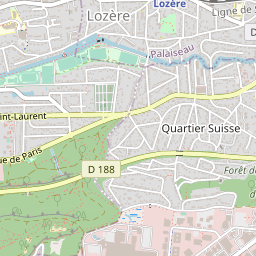 Lozère
Lozère
Ligne de S
D
Palaiseau
int-Laurent
Quartier Suisse
ue de Paris
D 188
Forêt d